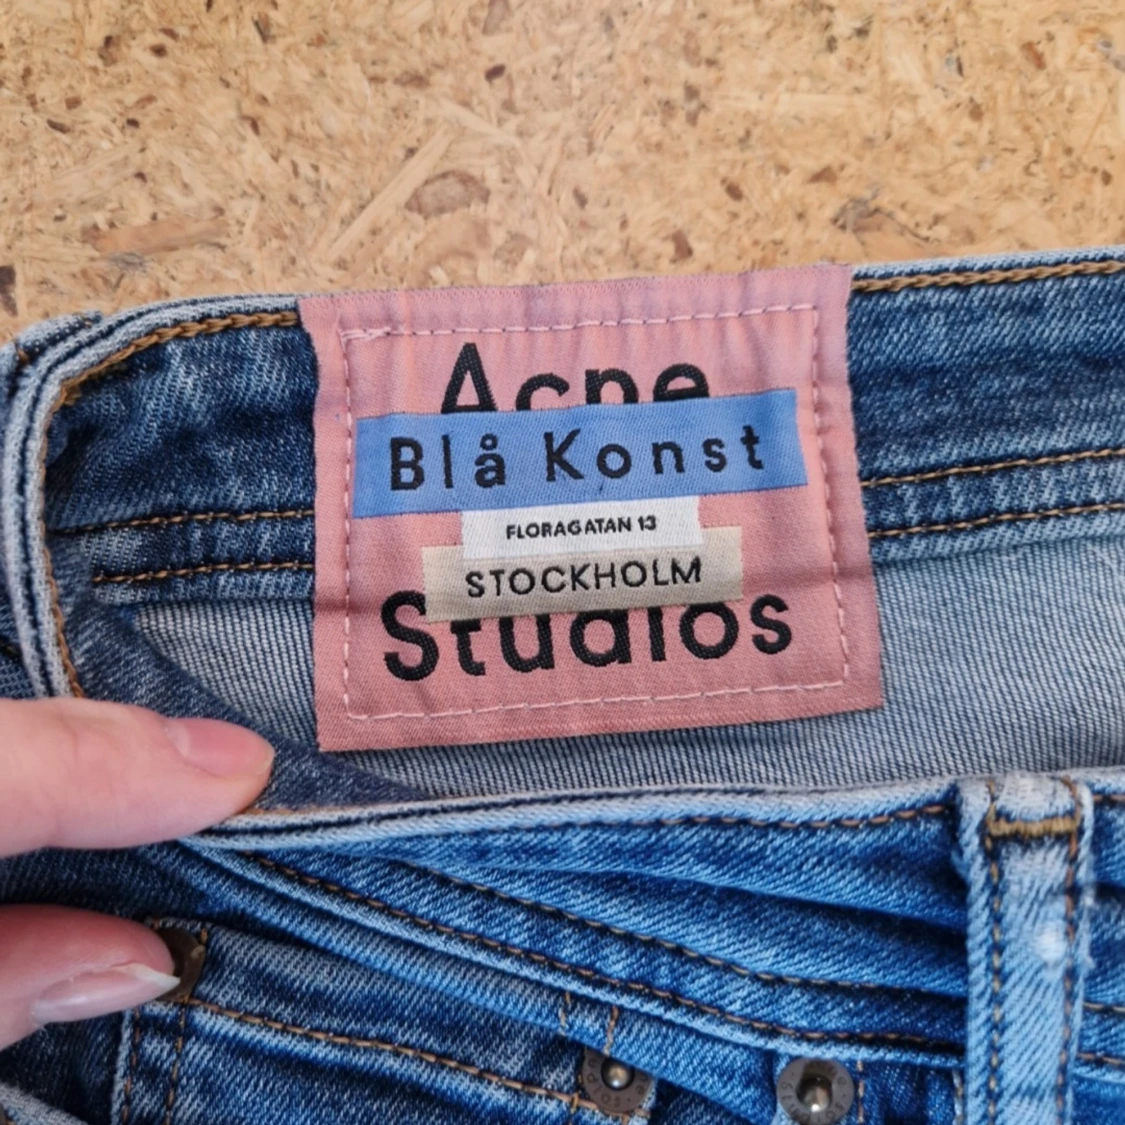 Acne
Blå Konst
FLORAGATAN 13
STOCKHOLM
Studios